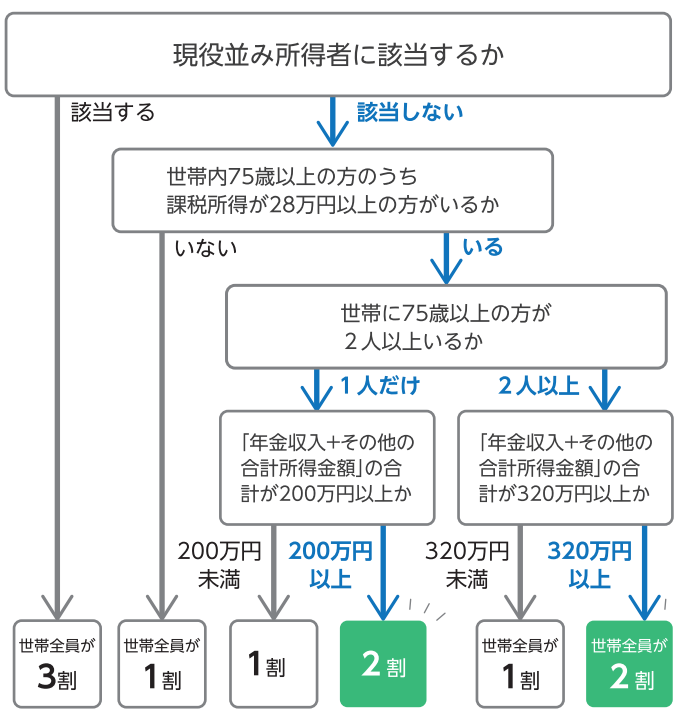 現役並み所得者に該当するか
該当する
該当しない
世帯内75歳以上の方のうち
課税所得が28万円以上の方がいるか
いない
いる
世帯に75歳以上の方が
２人以上いるか
１人だけ
２人以上
「年金収入＋その他の
合計所得金額」の合
計が200万円以上か
「年金収入＋その他の
合計所得金額」の合
計が320万円以上か
200万円
未満
200万円
以上
320万円
未満
320万円
以上
世帯全員が
3割
世帯全員が
1割
1割
2割
世帯全員が
1割
世帯全員が
2割